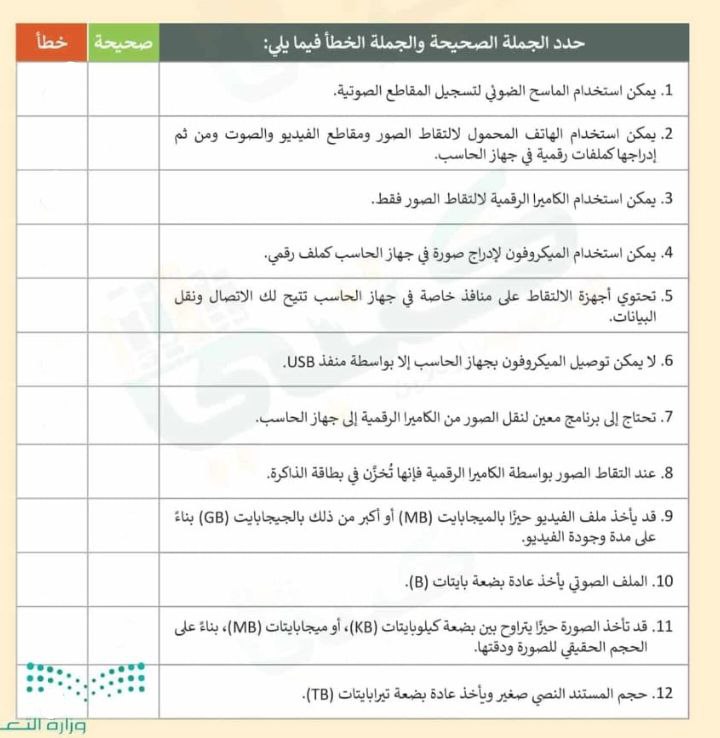 حدد الجملة الصحيحة والجملة الخطأ فيما يلي: صحيحة خطأ
1. يمكن استخدام الماسح الضوئي لتسجيل المقاطع الصوتية.
2. يمكن استخدام الهاتف المحمول لالتقاط الصور ومقاطع الفيديو والصوت ومن ثم
إدراجها كملفات رقمية في جهاز الحاسب.
3. يمكن استخدام الكاميرا الرقمية لالتقاط الصور فقط.
4. يمكن استخدام الميكروفون لإدراج صورة في جهاز الحاسب كملف رقمي.
5. تحتوي أجهزة الالتقاط على منافذ خاصة في جهاز الحاسب تتيح لك الاتصال ونقل
البيانات.
6. لا يمكن توصيل الميكروفون بجهاز الحاسب إلا بواسطة منفذ USB.
7. تحتاج إلى برنامج معين لنقل الصور من الكاميرا الرقمية إلى جهاز الحاسب.
8. عند التقاط الصور بواسطة الكاميرا الرقمية فإنها تُخزَّن في بطاقة الذاكرة.
9. قد يأخذ ملف الفيديو حيزًا بالميجابايت (MB) أو أكبر من ذلك بالجيجابايت (GB) بناءً
على مدة وجودة الفيديو.
10. الملف الصوتي يأخذ عادة بضعة بايتات (B).
11. قد تأخذ الصورة حيزًا يتراوح بين بضعة كيلوبايتات (KB)، أو ميجابايتات (MB)، بناءً على
الحجم الحقيقي للصورة ودقتها.
12. حجم المستند النصي صغير ويأخذ عادة بضعة تيرابايتات (TB).
وزارة التع